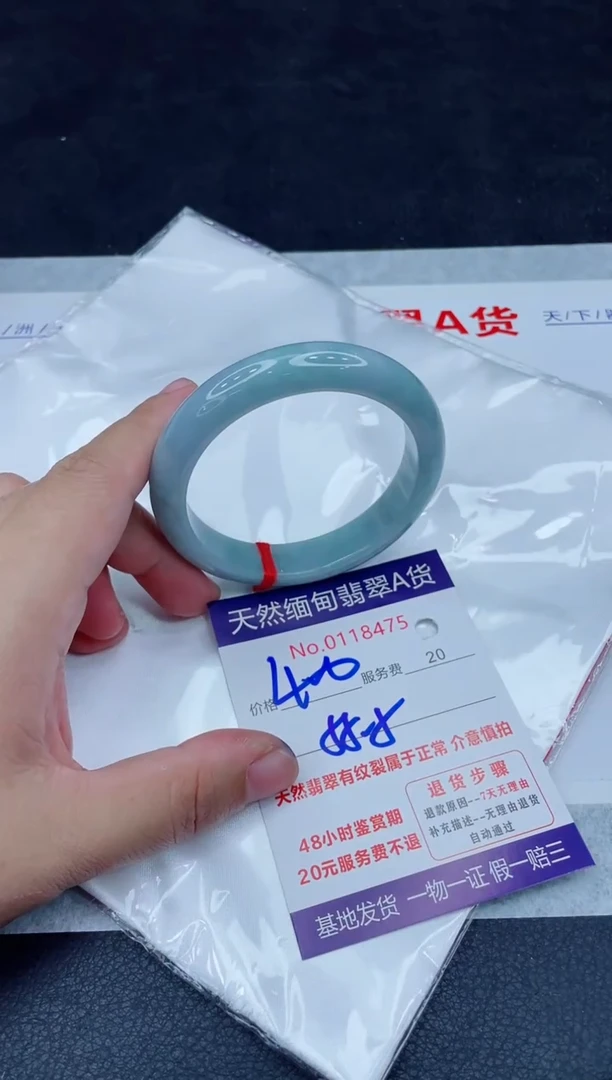 /洲/
翠A货
天/下/
天然缅甸翡翠A货
No.0118475
价格 400 服务费 20
天然翡翠有纹裂属于正常 介意慎拍
48小时鉴赏期
20元服务费不退
退货步骤
退款原因--7天无理由
补充描述--无理由退货
自动通过
基地发货 一物一证 假一赔三